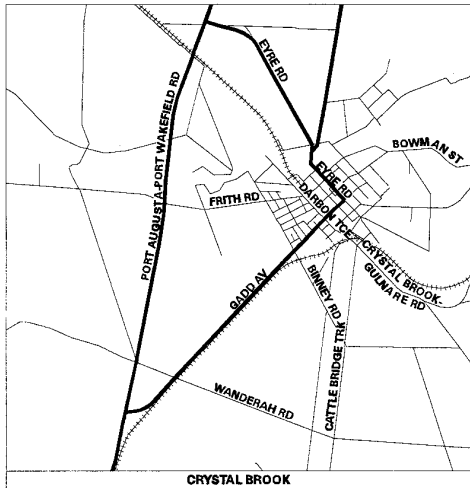 EYRE RD
BOWMAN ST
PORT AUGUSTA-PORT WAKEFIELD RD
EYRE RD
FRITH RD
DARBON TCE
CRYSTAL BROOK-
GULNARE RD
BINNEY RD
GADD AV
CATTLE BRIDGE TRK
WANDERAH RD
CRYSTAL BROOK